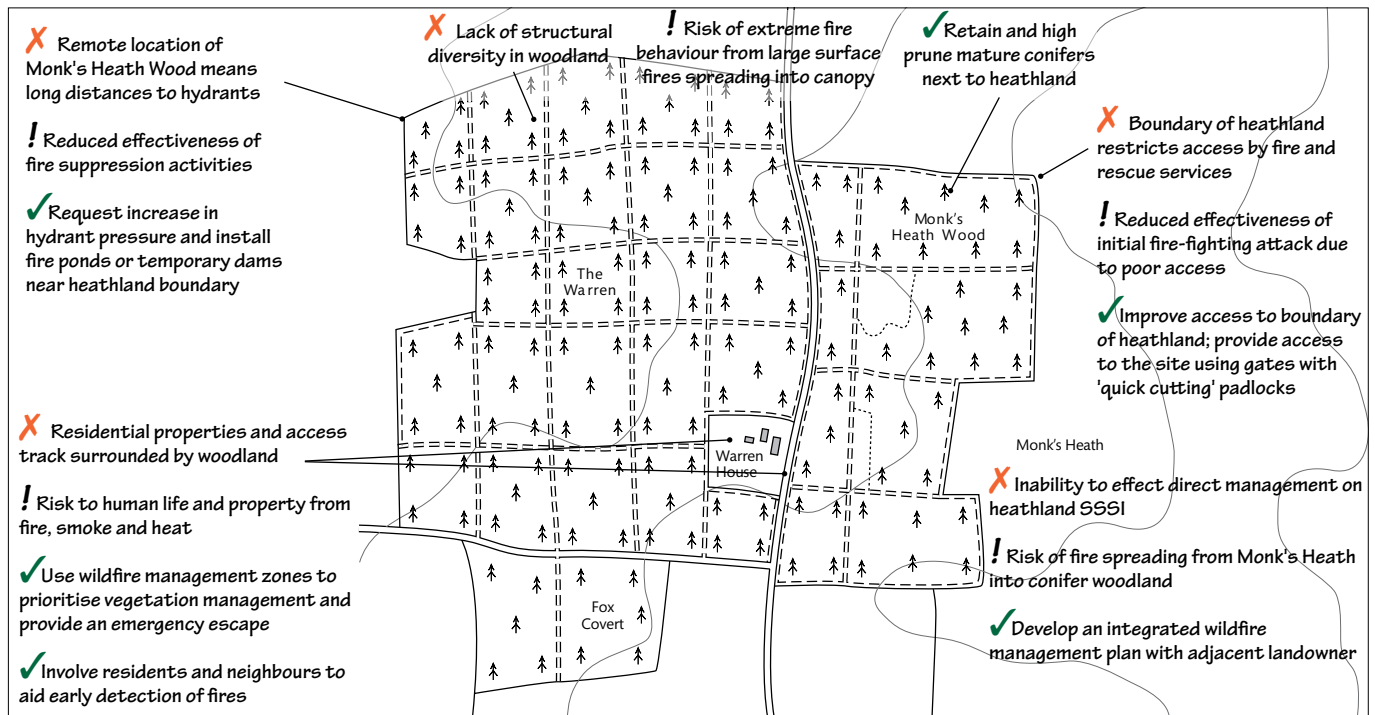 ✗ Remote location of
Monk's Heath Wood means
long distances to hydrants
! Reduced effectiveness of
fire suppression activities
✓ Request increase in
hydrant pressure and install
fire ponds or temporary dams
near heathland boundary
✗ Lack of structural
diversity in woodland
! Risk of extreme fire
behaviour from large surface
fires spreading into canopy
✓ Retain and high
prune mature conifers
next to heathland
✗ Boundary of heathland
restricts access by fire and
rescue services
! Reduced effectiveness of
initial fire-fighting attack due
to poor access
✓ Improve access to boundary
of heathland; provide access
to the site using gates with
'quick cutting' padlocks
Monk's
Heath Wood
The
Warren
✗ Residential properties and access
track surrounded by woodland
! Risk to human life and property from
fire, smoke and heat
✓ Use wildfire management zones to
prioritise vegetation management and
provide an emergency escape
✓ Involve residents and neighbours to
aid early detection of fires
Warren
House
Monk's Heath
✗ Inability to effect direct management on
heathland SSSI
! Risk of fire spreading from Monk's Heath
into conifer woodland
✓ Develop an integrated wildfire
management plan with adjacent landowner
Fox
Covert